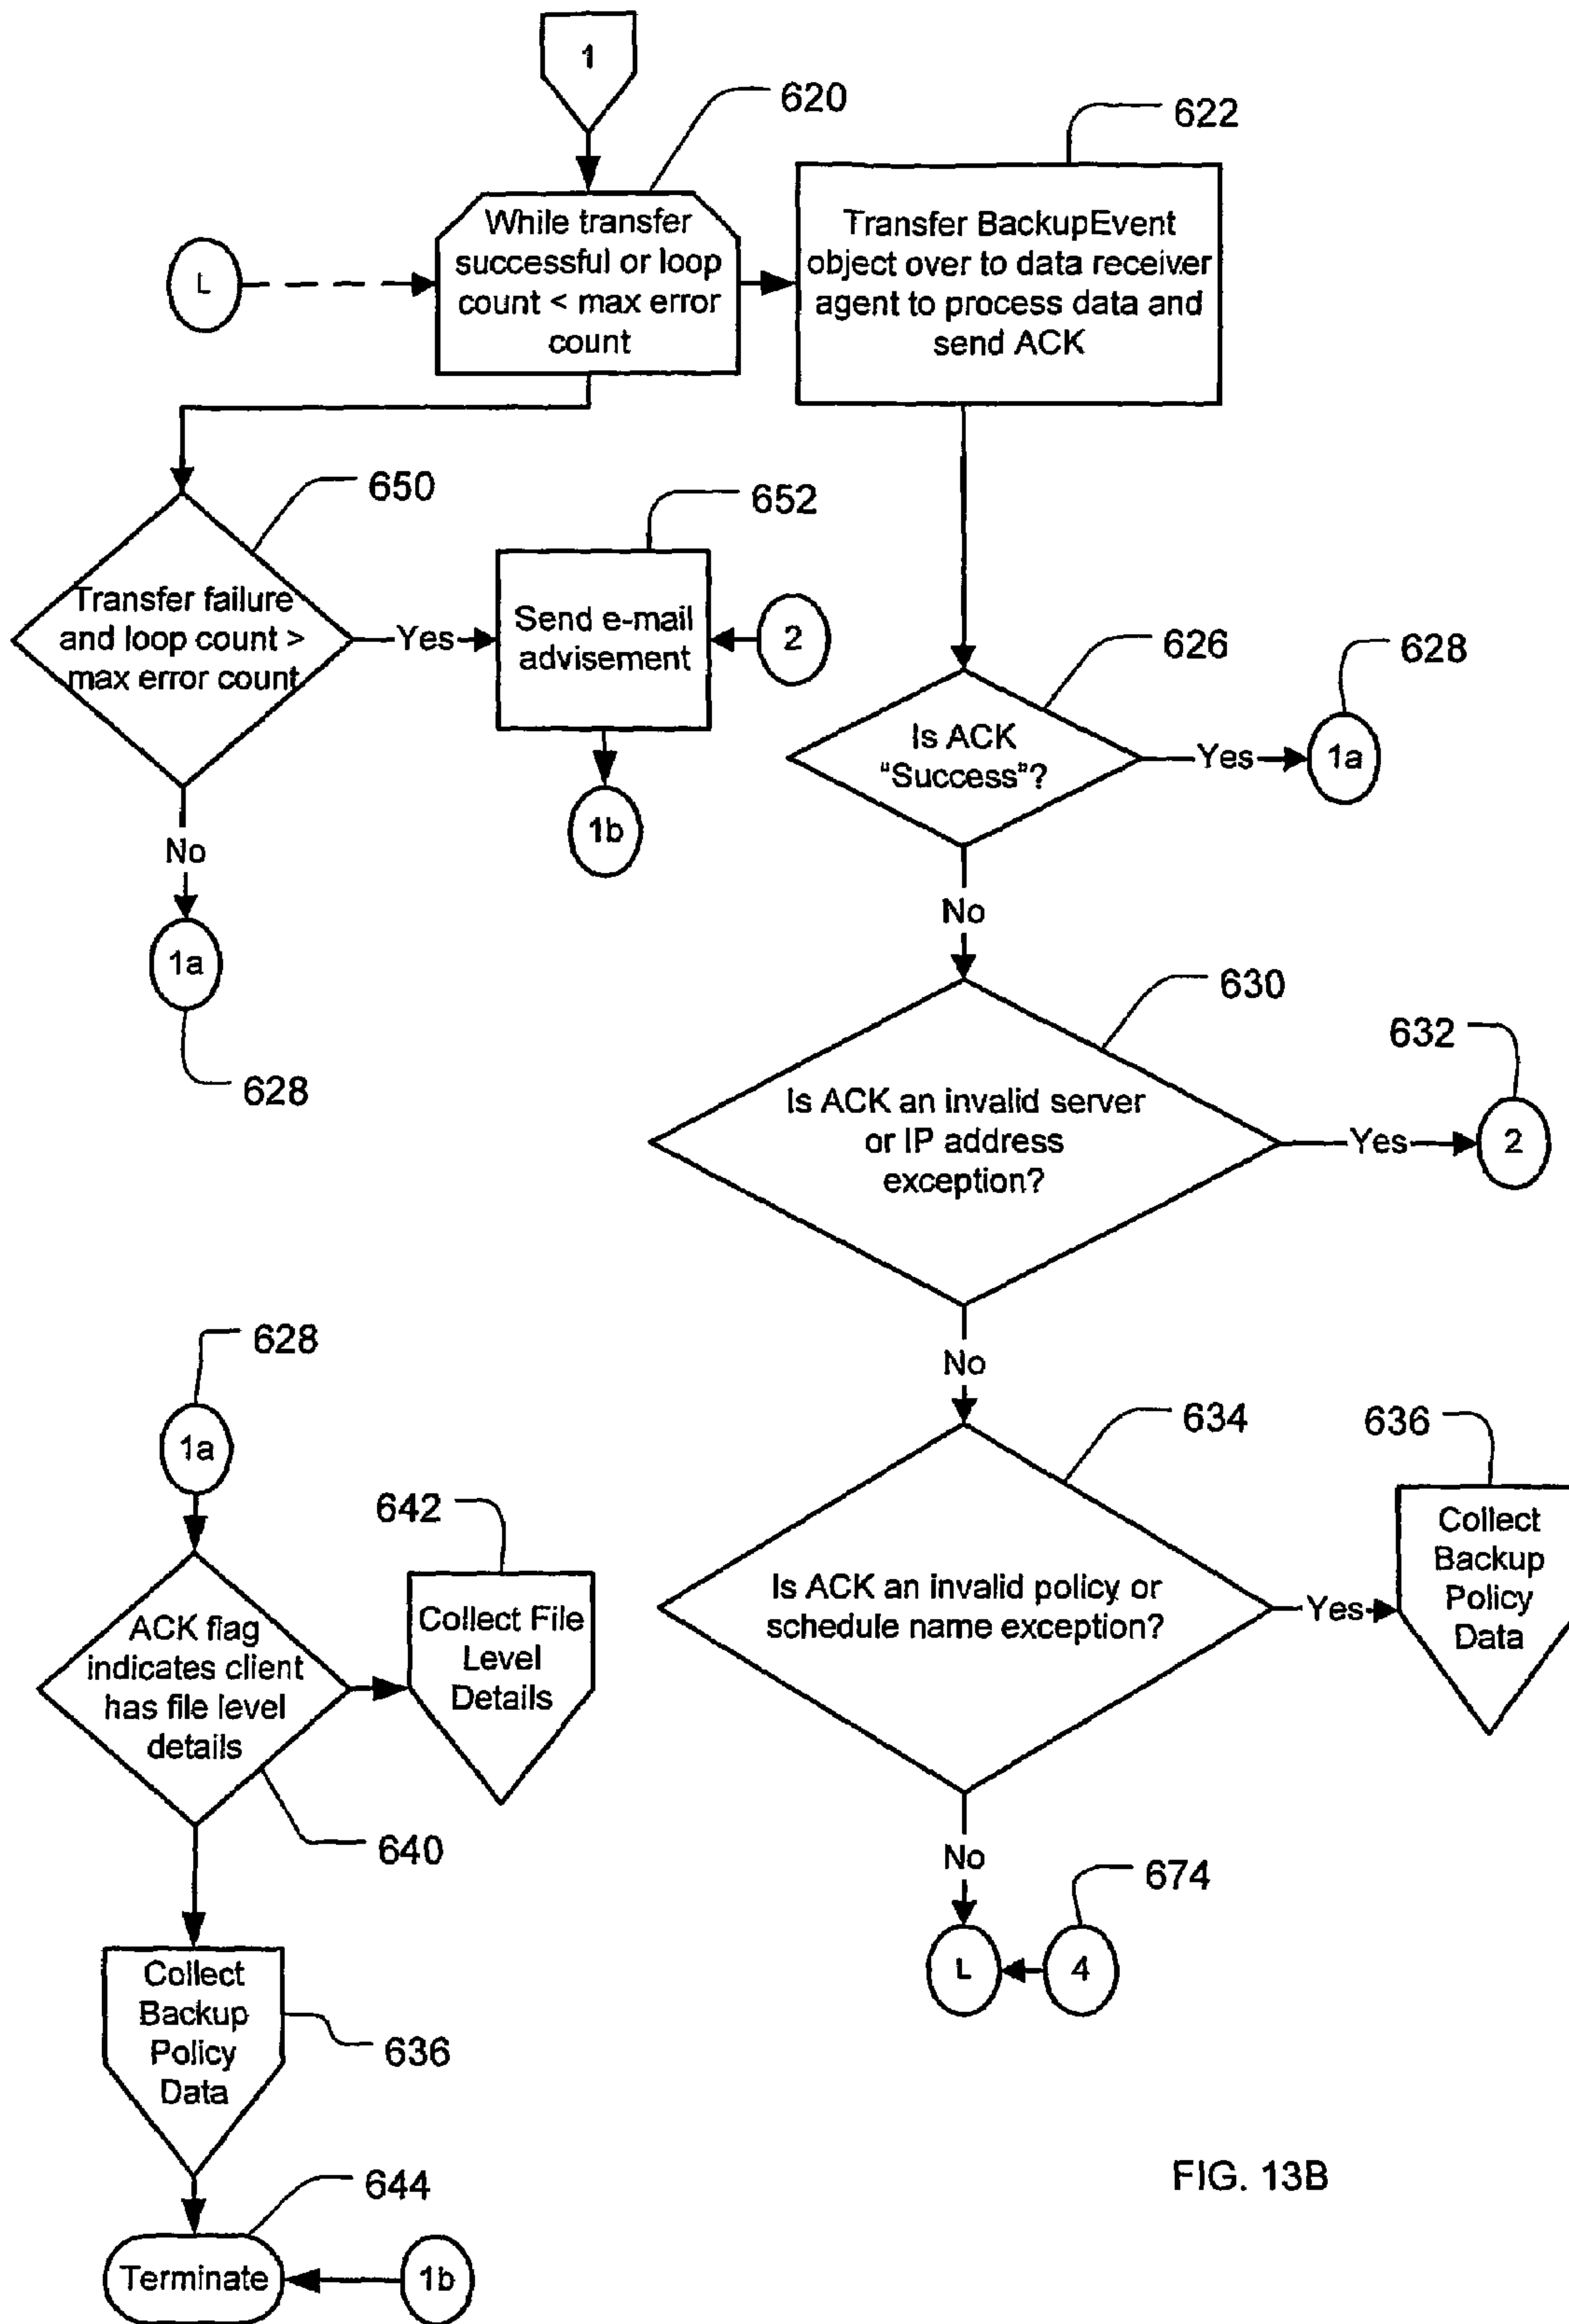 1
620
622
While transfer
successful or loop
count < max error
count
Transfer BackupEvent
object over to data receiver
agent to process data and
send ACK
L
650
652
Transfer failure
and loop count >
max error count
Yes
Send e-mail
advisement
2
626
628
Is ACK
"Success"?
Yes
1a
1b
No
1a
628
No
630
632
Is ACK an invalid server
or IP address
exception?
Yes
2
No
628
1a
634
636
642
Collect
Backup
Policy
Data
Is ACK an invalid policy or
schedule name exception?
Yes
ACK flag
indicates client
has file level
details
Collect File
Level
Details
640
No
674
L
4
Collect
Backup
Policy
Data
636
644
Terminate
1b
FIG. 13B